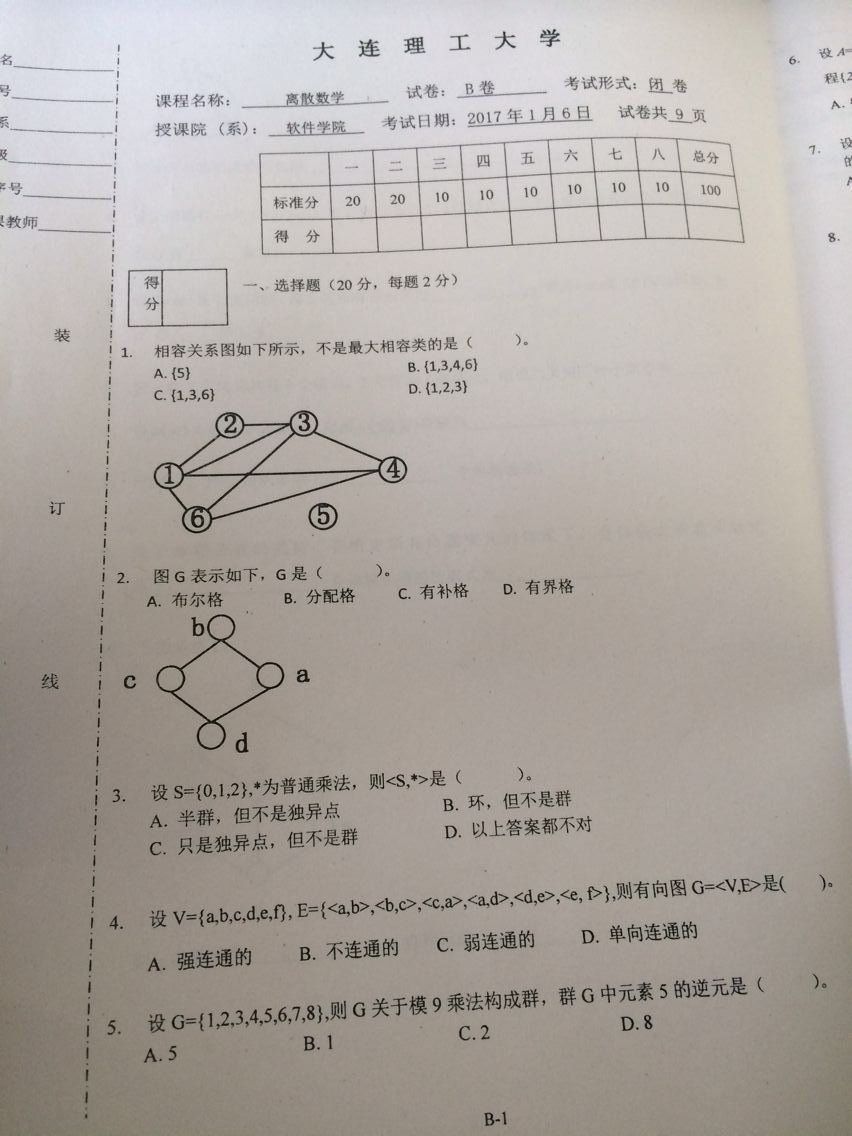 大 连 理 工 大 学
课程名称： 离散数学 试卷： B 卷 考试形式：闭 卷
授课院（系）： 软件学院 考试日期：2017 年 1 月 6 日 试卷共 9 页
一 二 三 四 五 六 七 八 总分
标准分 20 20 10 10 10 10 10 10 100
得 分
得分
一、选择题（20 分，每题 2 分）
1. 相容关系图如下所示，不是最大相容类的是（ ）。
A. {5} B. {1,3,4,6}
C. {1,3,6} D. {1,2,3}
② ③
① ④
⑥ ⑤
2. 图 G 表示如下，G 是（ ）。
A. 布尔格 B. 分配格 C. 有补格 D. 有界格
b
c a
d
3. 设 S={0,1,2},*为普通乘法，则<S,*>是（ ）。
A. 半群，但不是独异点 B. 环，但不是群
C. 只是独异点，但不是群 D. 以上答案都不对
4. 设 V={a,b,c,d,e,f}, E={<a,b>,<b,c>,<c,a>,<a,d>,<d,e>,<e, f>},则有向图 G=<V,E>是( )。
A. 强连通的 B. 不连通的 C. 弱连通的 D. 单向连通的
5. 设 G={1,2,3,4,5,6,7,8},则 G 关于模 9 乘法构成群，群 G 中元素 5 的逆元是（ ）。
A. 5 B. 1 C. 2 D. 8
B-1
名
号
系
级
序号
课教师
装
订
线
6. 设 A=
程{2
A.
7. 设
的
8.